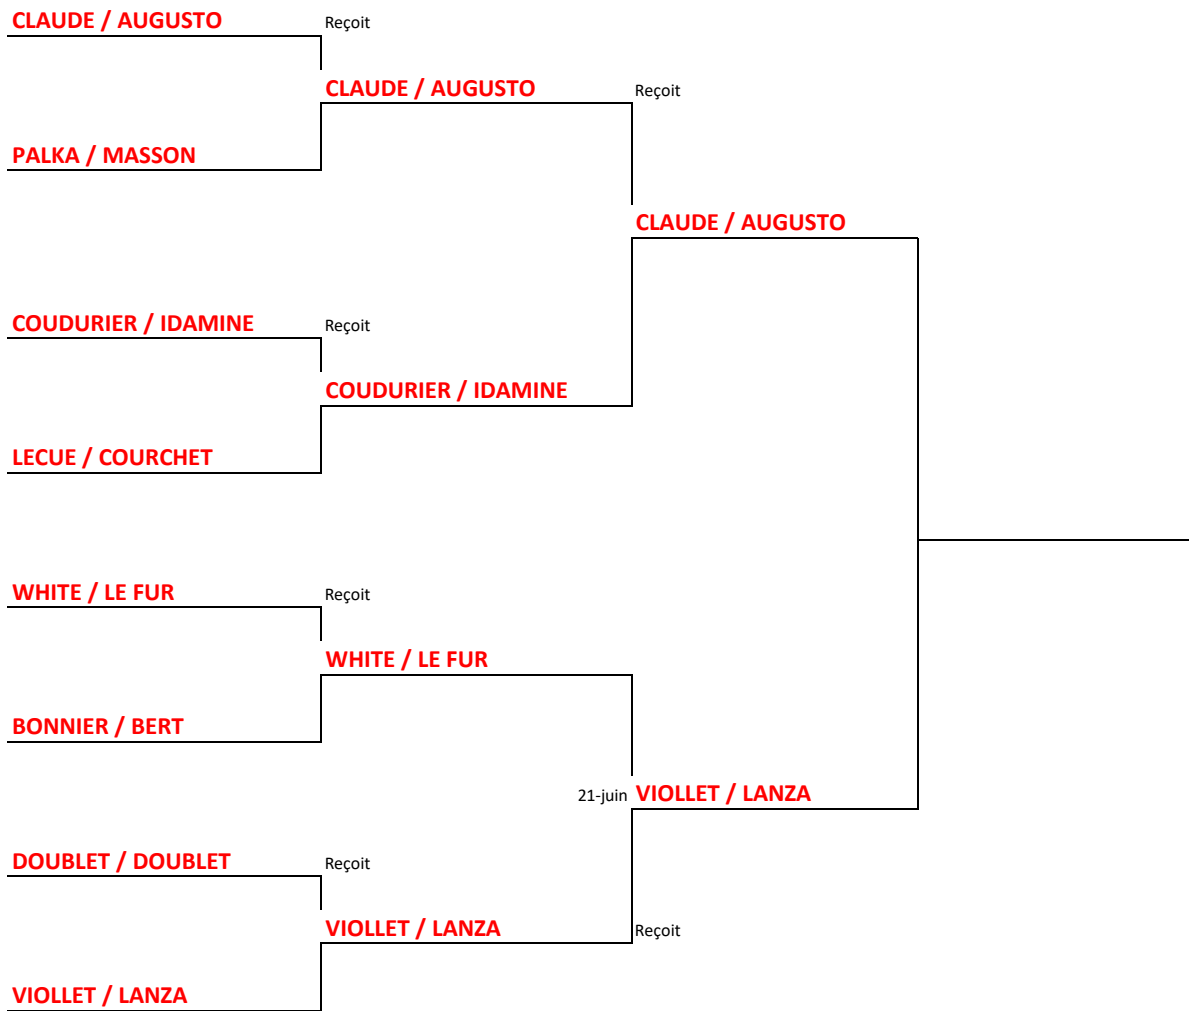 CLAUDE / AUGUSTO Reçoit
CLAUDE / AUGUSTO Reçoit
PALKA / MASSON
CLAUDE / AUGUSTO
COUDURIER / IDAMINE Reçoit
COUDURIER / IDAMINE
LECUE / COURCHET
WHITE / LE FUR Reçoit
WHITE / LE FUR
BONNIER / BERT
21-juin VIOLLET / LANZA
DOUBLET / DOUBLET Reçoit
VIOLLET / LANZA Reçoit
VIOLLET / LANZA